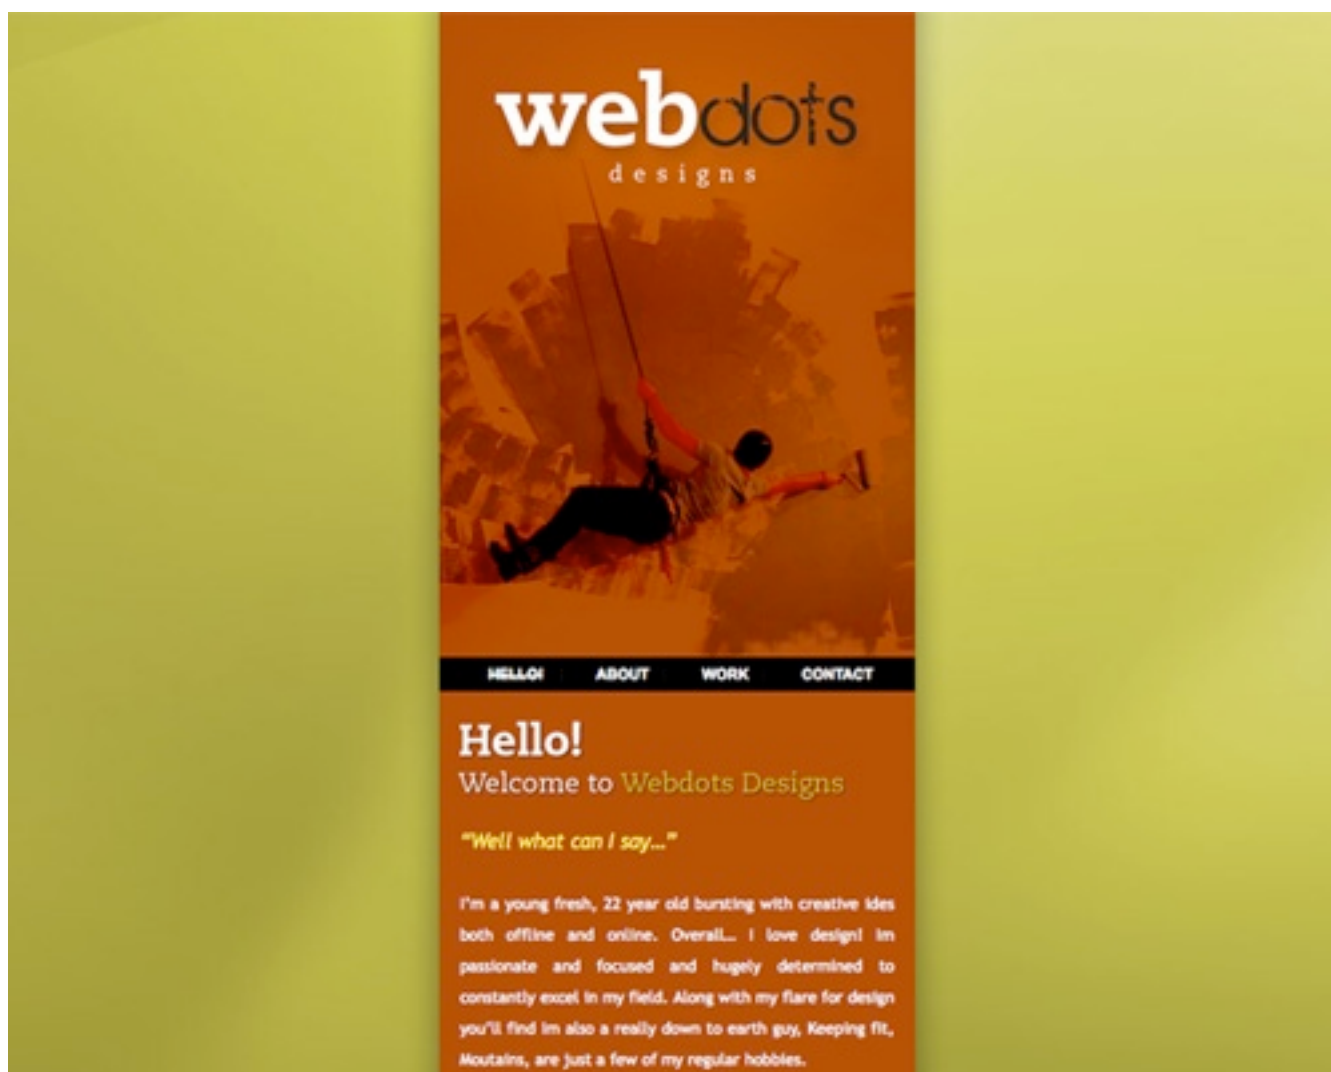 webdots
designs
HELLO! ABOUT WORK CONTACT
Hello!
Welcome to Webdots Designs
“Well what can I say...”
I'm a young fresh, 22 year old bursting with creative ides
both offline and online. Overall... I love design! Im
passionate and focused and hugely determined to
constantly excel in my field. Along with my flare for design
you'll find im also a really down to earth guy, Keeping fit,
Moutains, are just a few of my regular hobbies.